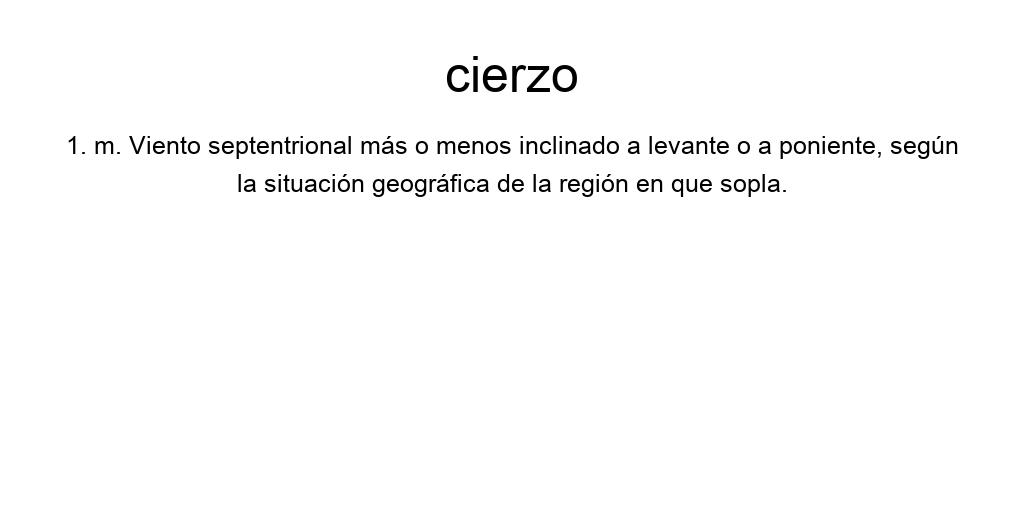 cierzo
1. m. Viento septentrional más o menos inclinado a levante o a poniente, según
la situación geográfica de la región en que sopla.